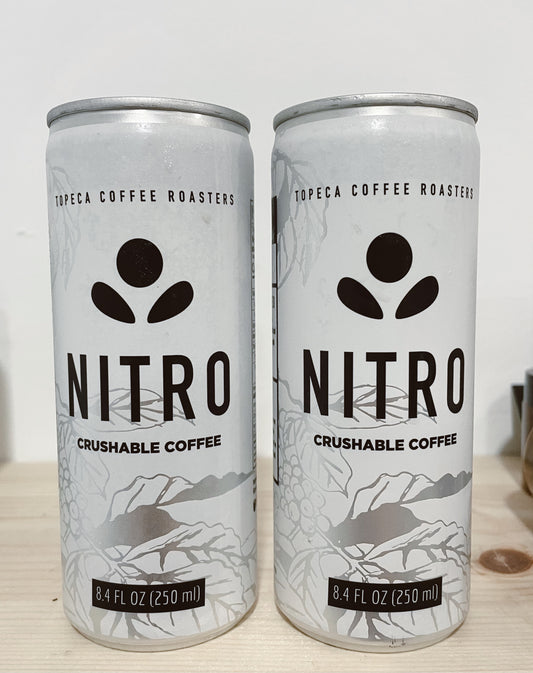 TOPECA COFFEE ROASTERS
NITRO
CRUSHABLE COFFEE
8.4 FL OZ (250 ml)
TOPECA COFFEE ROASTERS
NITRO
CRUSHABLE COFFEE
8.4 FL OZ (250 ml)